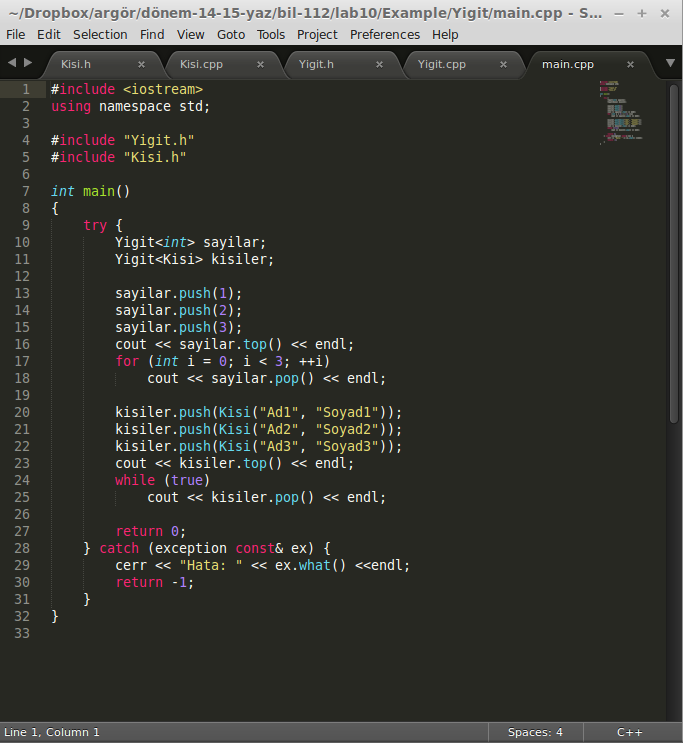 ~/Dropbox/argör/dönem-14-15-yaz/bil-112/lab10/Example/Yigit/main.cpp - S...
File Edit Selection Find View Goto Tools Project Preferences Help
Kisi.h Kisi.cpp Yigit.h Yigit.cpp main.cpp
1 #include <iostream>
2 using namespace std;
3
4 #include "Yigit.h"
5 #include "Kisi.h"
6
7 int main()
8 {
9     try {
10         Yigit<int> sayilar;
11         Yigit<Kisi> kisiler;
12
13         sayilar.push(1);
14         sayilar.push(2);
15         sayilar.push(3);
16         cout << sayilar.top() << endl;
17         for (int i = 0; i < 3; ++i)
18             cout << sayilar.pop() << endl;
19
20         kisiler.push(Kisi("Ad1", "Soyad1"));
21         kisiler.push(Kisi("Ad2", "Soyad2"));
22         kisiler.push(Kisi("Ad3", "Soyad3"));
23         cout << kisiler.top() << endl;
24         while (true)
25             cout << kisiler.pop() << endl;
26
27         return 0;
28     } catch (exception const& ex) {
29         cerr << "Hata: " << ex.what() <<endl;
30         return -1;
31     }
32 }
33
Line 1, Column 1 Spaces: 4 C++